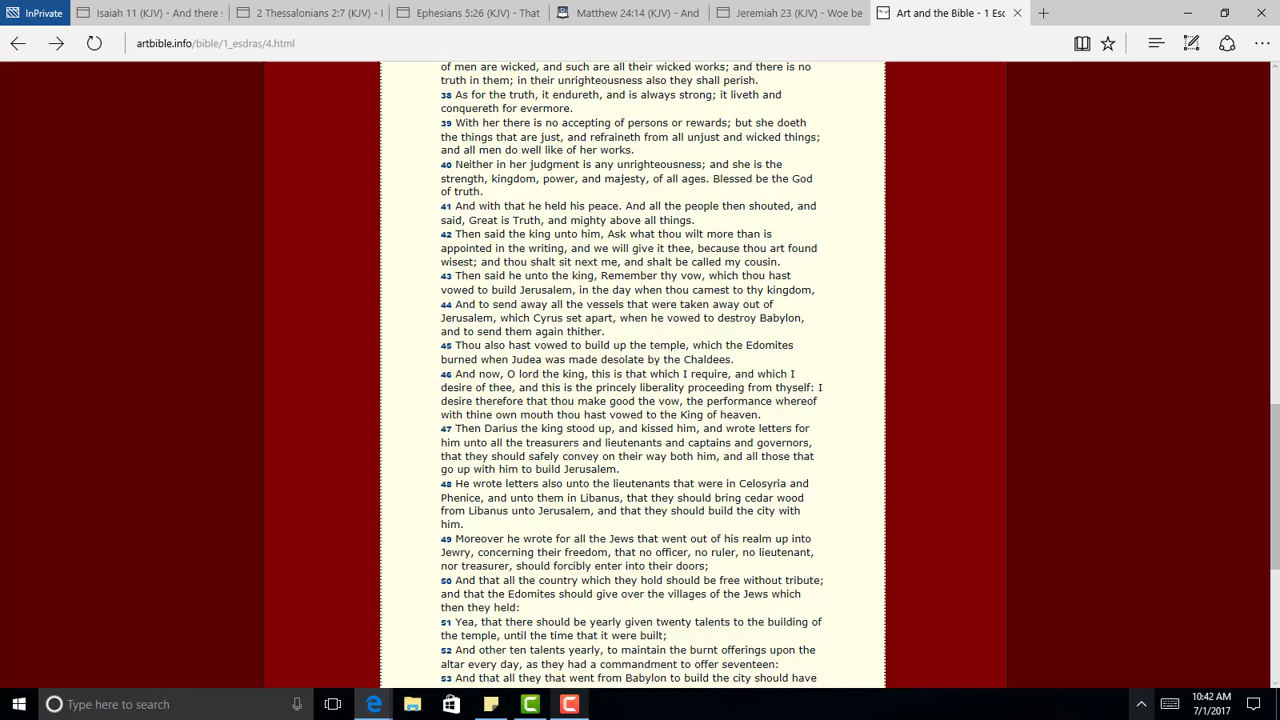 InPrivate
Isaiah 11 (KJV) - And there s
2 Thessalonians 2:7 (KJV) - I
Ephesians 5:26 (KJV) - That
Matthew 24:14 (KJV) - And
Jeremiah 23 (KJV) - Woe be
Art and the Bible - 1 Esd
artbible.info/bible/1_esdras/4.html
of men are wicked, and such are all their wicked works; and there is no
truth in them; in their unrighteousness also they shall perish.
38 As for the truth, it endureth, and is always strong; it liveth and
conquereth for evermore.
39 With her there is no accepting of persons or rewards; but she doeth
the things that are just, and refraineth from all unjust and wicked things;
and all men do well like of her works.
40 Neither in her judgment is any unrighteousness; and she is the
strength, kingdom, power, and majesty, of all ages. Blessed be the God
of truth.
41 And with that he held his peace. And all the people then shouted, and
said, Great is Truth, and mighty above all things.
42 Then said the king unto him, Ask what thou wilt more than is
appointed in the writing, and we will give it thee, because thou art found
wisest; and thou shalt sit next me, and shalt be called my cousin.
43 Then said he unto the king, Remember thy vow, which thou hast
vowed to build Jerusalem, in the day when thou camest to thy kingdom,
44 And to send away all the vessels that were taken away out of
Jerusalem, which Cyrus set apart, when he vowed to destroy Babylon,
and to send them again thither.
45 Thou also hast vowed to build up the temple, which the Edomites
burned when Judea was made desolate by the Chaldees.
46 And now, O lord the king, this is that which I require, and which I
desire of thee, and this is the princely liberality proceeding from thyself: I
desire therefore that thou make good the vow, the performance whereof
with thine own mouth thou hast vowed to the King of heaven.
47 Then Darius the king stood up, and kissed him, and wrote letters for
him unto all the treasurers and lieutenants and captains and governors,
that they should safely convey on their way both him, and all those that
go up with him to build Jerusalem.
48 He wrote letters also unto the lieutenants that were in Celosyria and
Phenice, and unto them in Libanus, that they should bring cedar wood
from Libanus unto Jerusalem, and that they should build the city with
him.
49 Moreover he wrote for all the Jews that went out of his realm up into
Jewry, concerning their freedom, that no officer, no ruler, no lieutenant,
nor treasurer, should forcibly enter into their doors;
50 And that all the country which they hold should be free without tribute;
and that the Edomites should give over the villages of the Jews which
then they held:
51 Yea, that there should be yearly given twenty talents to the building of
the temple, until the time that it were built;
52 And other ten talents yearly, to maintain the burnt offerings upon the
altar every day, as they had a commandment to offer seventeen:
53 And that all they that went from Babylon to build the city should have
Type here to search
10:42 AM
7/1/2017